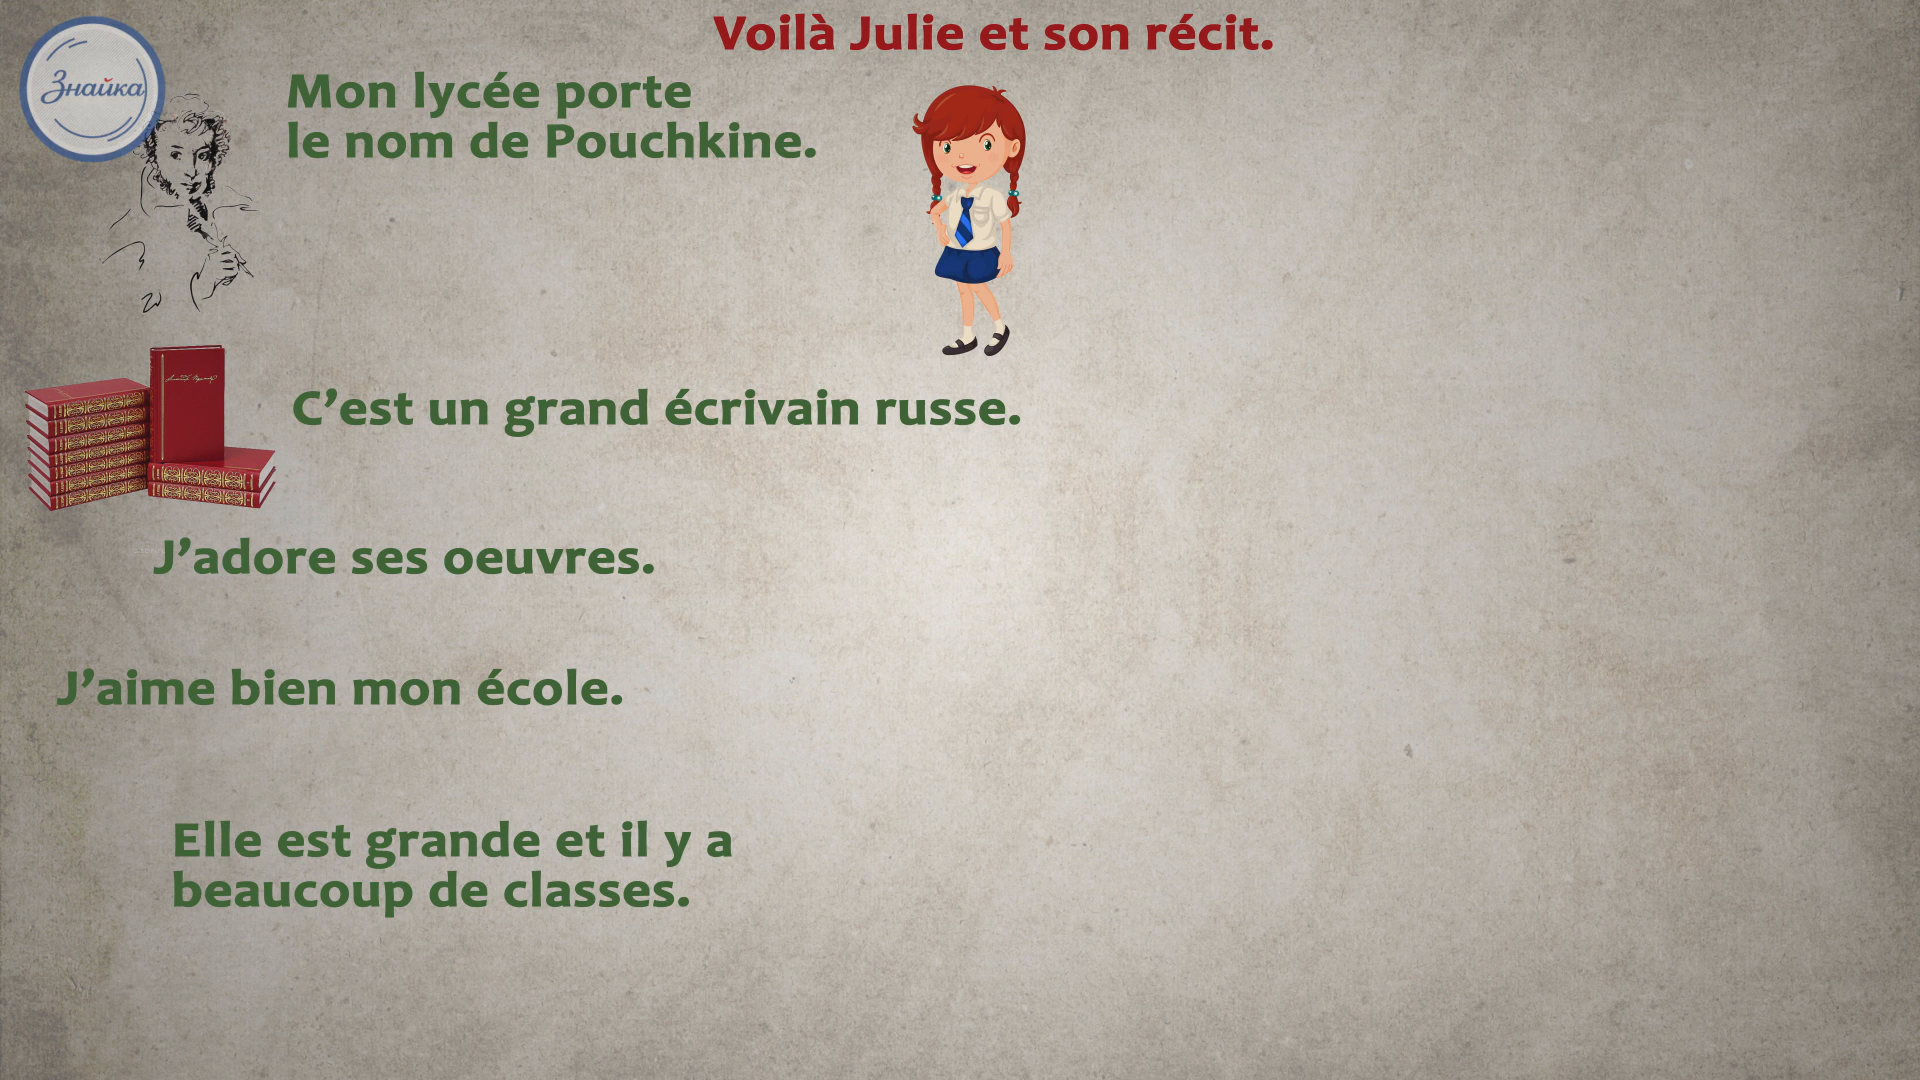 Voilà Julie et son récit.
Знайка
Mon lycée porte
le nom de Pouchkine.
C’est un grand écrivain russe.
J’adore ses oeuvres.
J’aime bien mon école.
Elle est grande et il y a
beaucoup de classes.